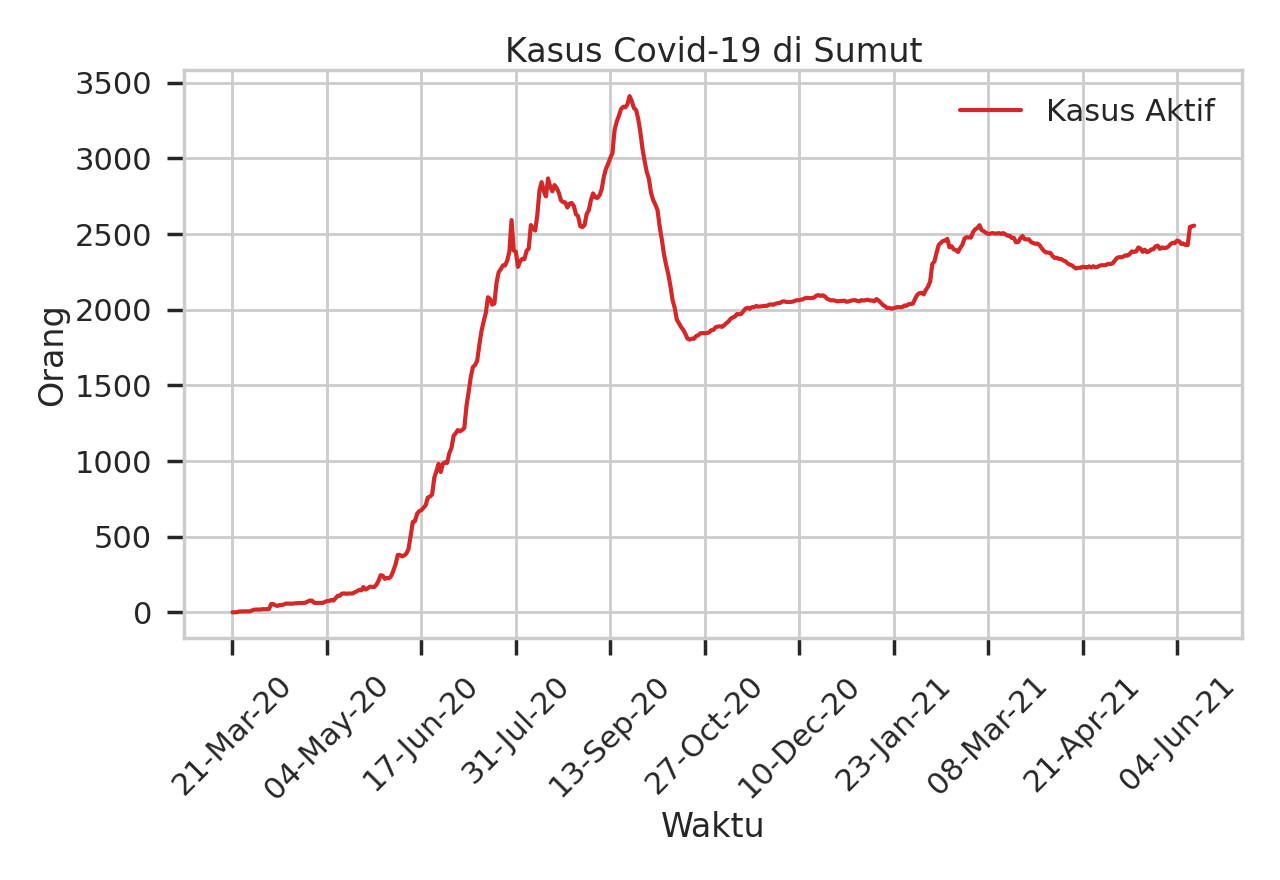 Kasus Covid-19 di Sumut
3500
3000
2500
2000
1500
1000
500
0
Orang
Kasus Aktif
21-Mar-20
04-May-20
17-Jun-20
31-Jul-20
13-Sep-20
27-Oct-20
10-Dec-20
23-Jan-21
08-Mar-21
21-Apr-21
04-Jun-21
Waktu